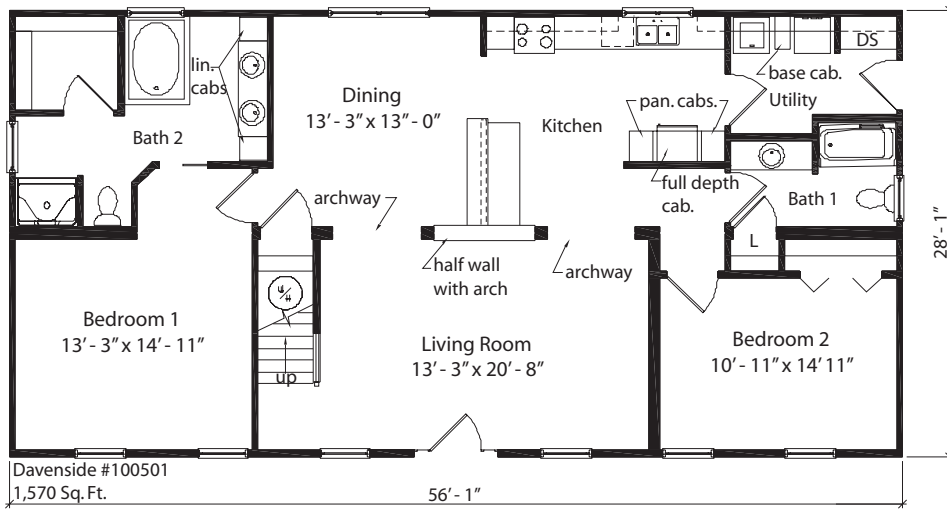 lin.
cabs
Bath 2
Dining
13' - 3" x 13" - 0"
Kitchen
pan. cabs.
base cab.
Utility
DS
full depth
cab.
Bath 1
L
archway
half wall
with arch
archway
28' - 1"
Bedroom 1
13' - 3" x 14' - 11"
W/H
up
Living Room
13' - 3" x 20' - 8"
Bedroom 2
10' - 11" x 14' 11"
Davenside #100501
1,570 Sq. Ft.
56' - 1"